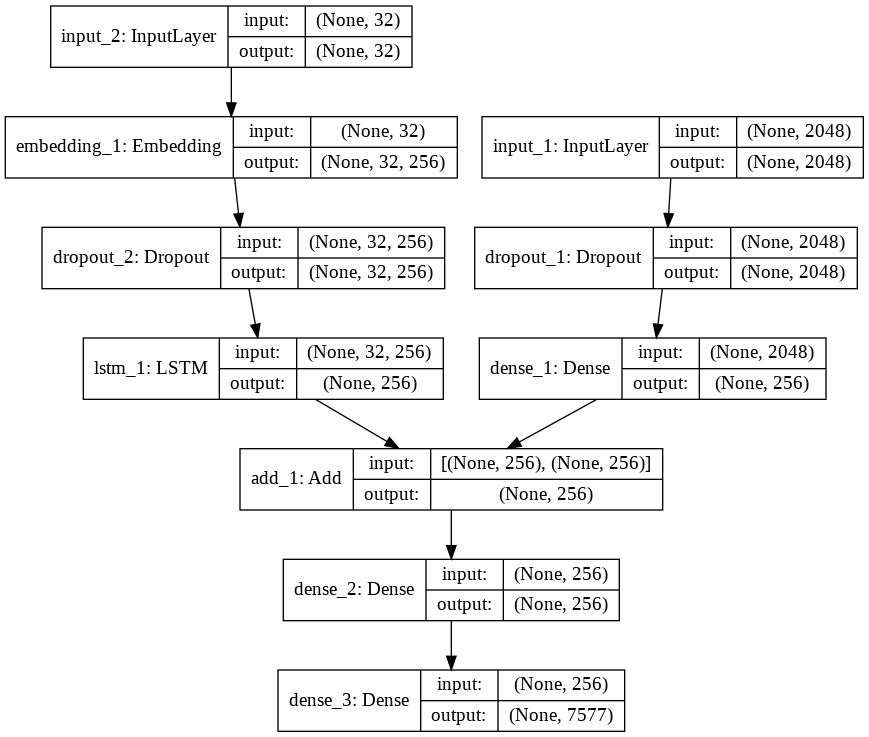 input_2: InputLayer
input: (None, 32)
output: (None, 32)
embedding_1: Embedding
input: (None, 32)
output: (None, 32, 256)
input_1: InputLayer
input: (None, 2048)
output: (None, 2048)
dropout_2: Dropout
input: (None, 32, 256)
output: (None, 32, 256)
dropout_1: Dropout
input: (None, 2048)
output: (None, 2048)
lstm_1: LSTM
input: (None, 32, 256)
output: (None, 256)
dense_1: Dense
input: (None, 2048)
output: (None, 256)
add_1: Add
input: [(None, 256), (None, 256)]
output: (None, 256)
dense_2: Dense
input: (None, 256)
output: (None, 256)
dense_3: Dense
input: (None, 256)
output: (None, 7577)